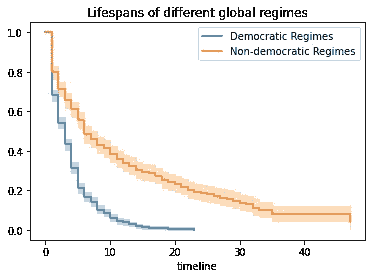 Lifespans of different global regimes
1.0
Democratic Regimes
Non-democratic Regimes
0.8
0.6
0.4
0.2
0.0
0 10 20 30 40
timeline